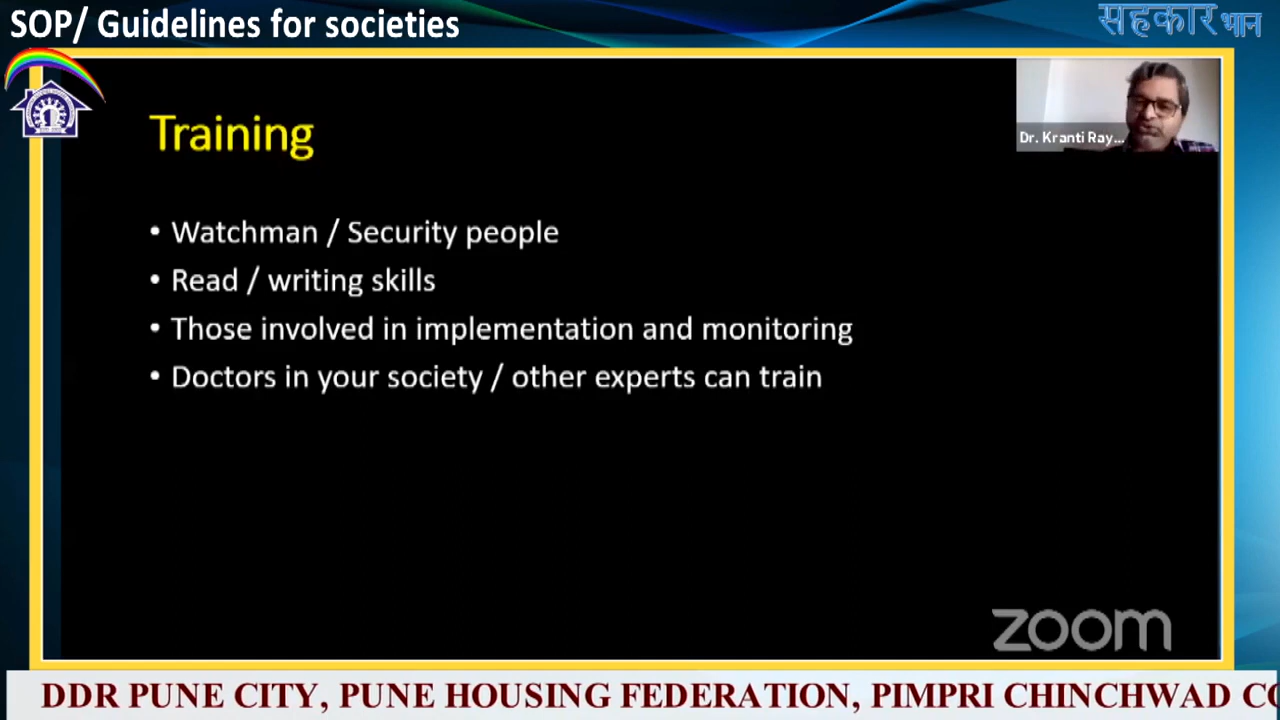 SOP/ Guidelines for societies
सहकार भान
Training
Dr. Kranti Ray...
• Watchman / Security people
• Read / writing skills
• Those involved in implementation and monitoring
• Doctors in your society / other experts can train
zoom
DDR PUNE CITY, PUNE HOUSING FEDERATION, PIMPRI CHINCHWAD CO